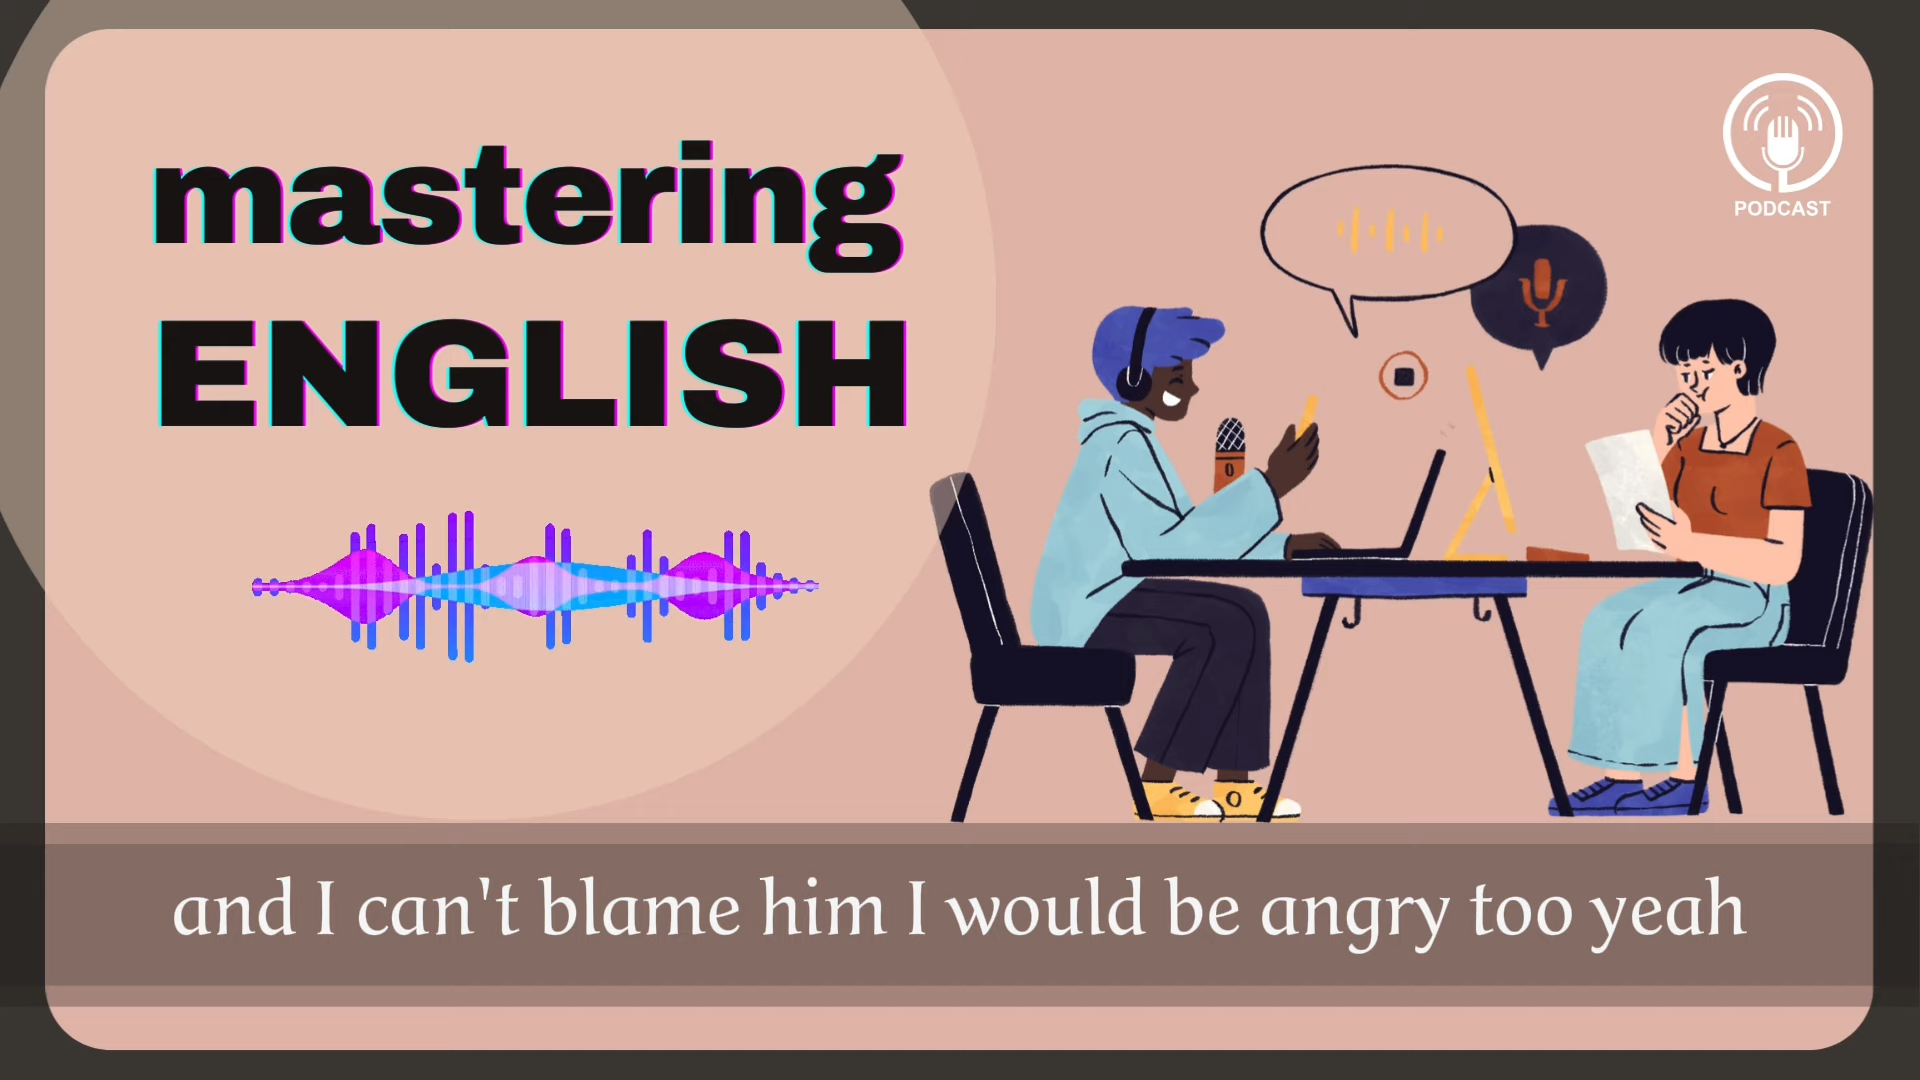 mastering
ENGLISH
PODCAST
and I can't blame him I would be angry too yeah